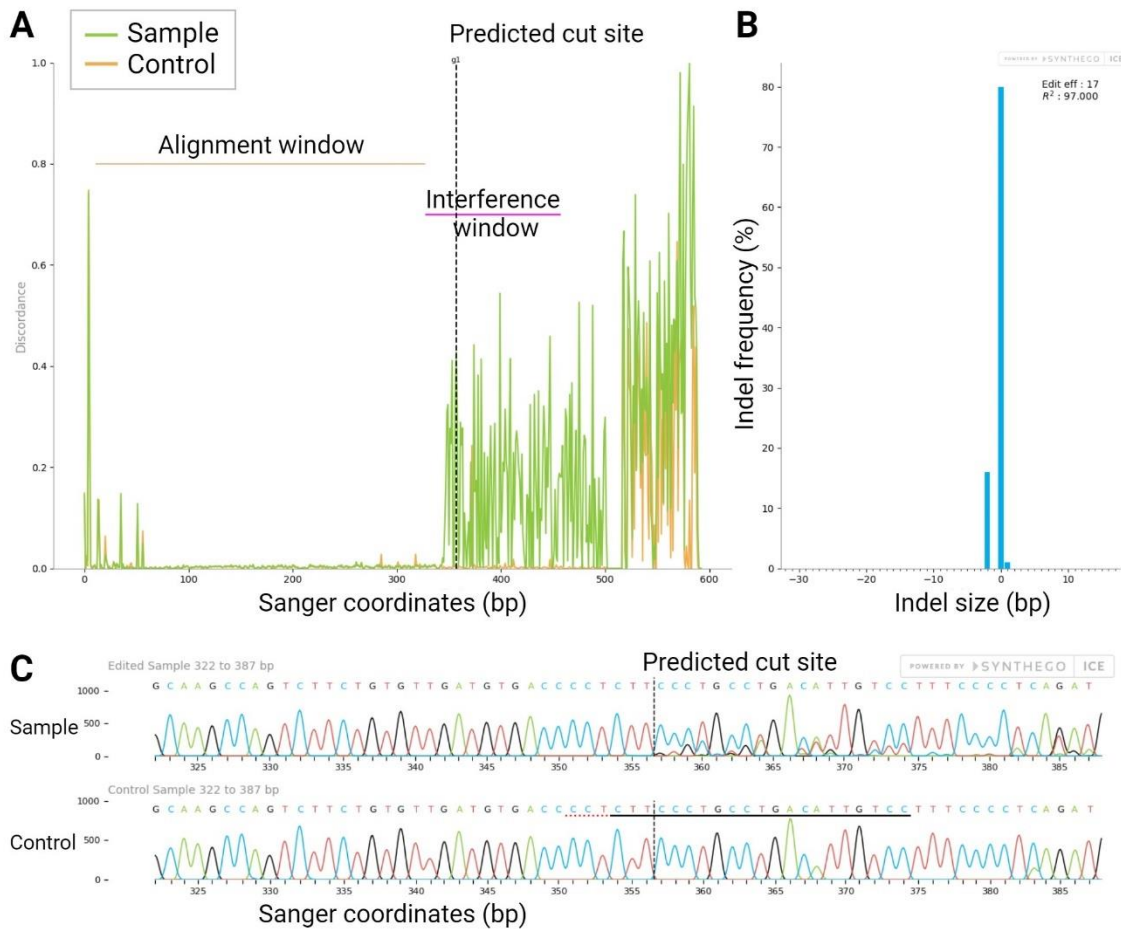 A
Sample
Control
Predicted cut site
g1
Alignment window
Interference
window
1.0
0.8
0.6
0.4
0.2
0.0
Discordance
0 100 200 300 400 500 600
Sanger coordinates (bp)
B
POWERED BY SYNTHEGO ICE
Edit eff : 17
R² : 97.000
80
70
60
50
40
30
20
10
0
Indel frequency (%)
−30 −20 −10 0 10
Indel size (bp)
C
Predicted cut site
POWERED BY SYNTHEGO ICE
Edited Sample 322 to 387 bp
G C A A G C C A G T C T T C T G T G T T G A T G T G A C C C C T C T T C C C T G C C T G A C A T T G T C C T T T C C C C T C A G A T
Sample
1000
500
0
325 335 340 345 350 355 360 365 370 375 380 385
Control Sample 322 to 387 bp
G C A A G C C A G T C T T C T G T G T T G A T G T G A C C C C T C T T C C C T G C C T G A C A T T G T C C T T T C C C C T C A G A T
Control
1000
500
0
325 335 340 345 350 355 360 365 370 375 380 385
Sanger coordinates (bp)